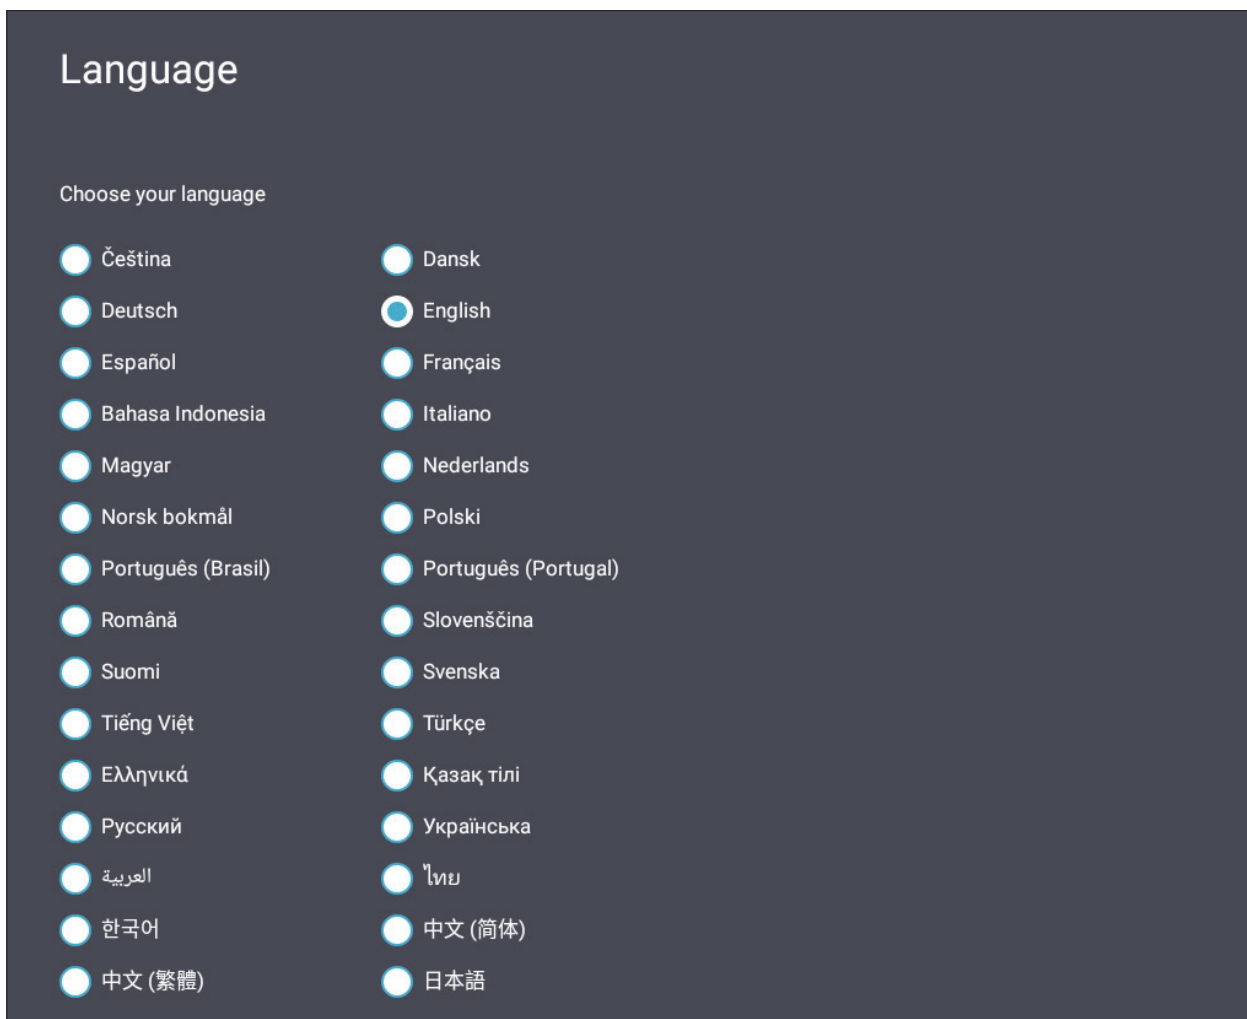 Language
Choose your language
Čeština Dansk
Deutsch English
Español Français
Bahasa Indonesia Italiano
Magyar Nederlands
Norsk bokmål Polski
Português (Brasil) Português (Portugal)
Română Slovenščina
Suomi Svenska
Tiếng Việt Türkçe
Ελληνικά Қазақ тілі
Русский Українська
العربية ไทย
한국어 中文 (简体)
中文 (繁體) 日本語